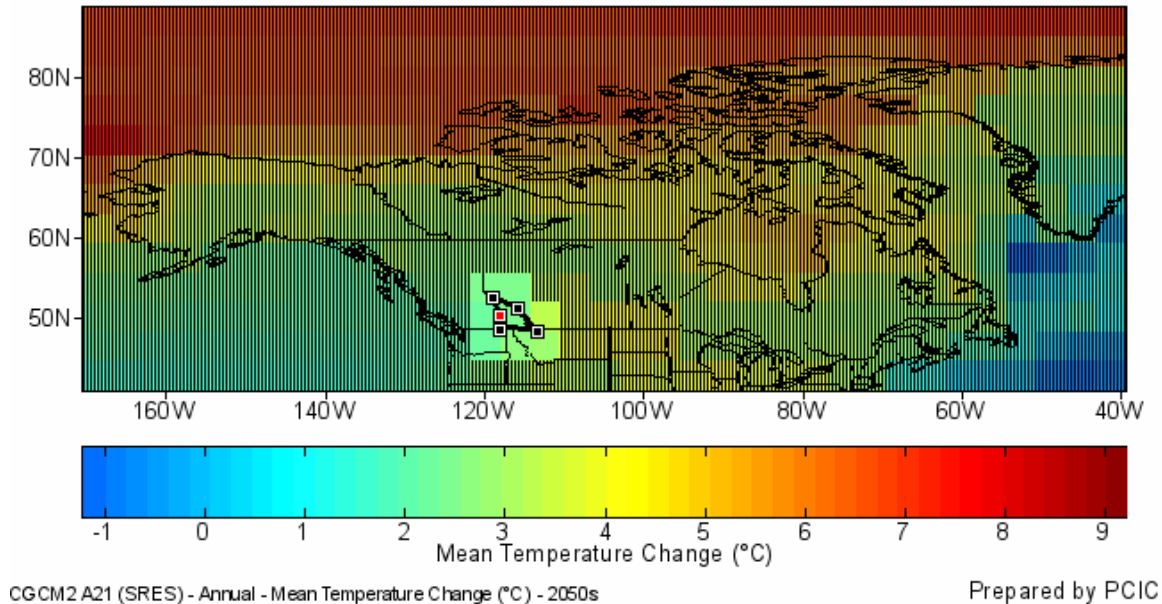 80N
70N
60N
50N
160W 140W 120W 100W 80W 60W 40W
-1 0 1 2 3 4 5 6 7 8 9
Mean Temperature Change (°C)
CGCM2 A21 (SRES) - Annual - Mean Temperature Change (°C) - 2050s Prepared by PCIC